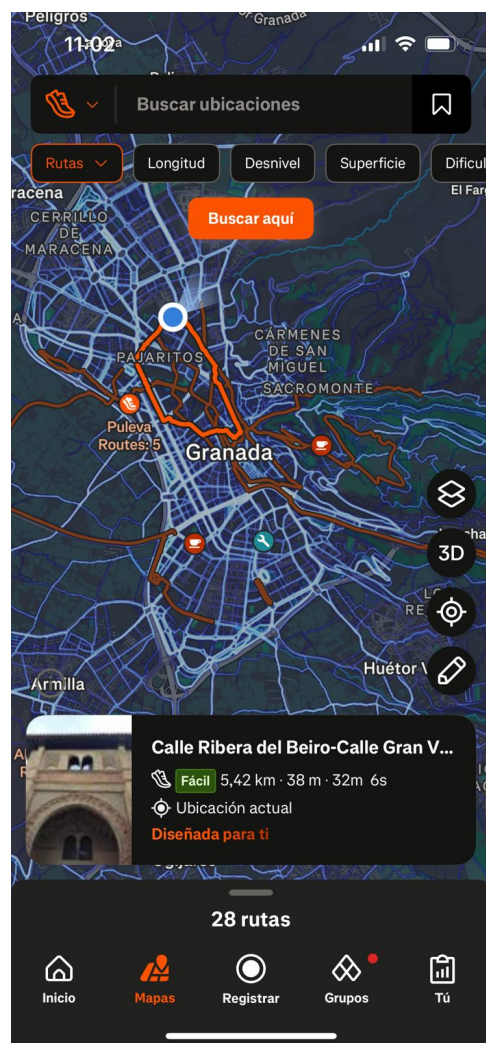 Peligros
Granada
11:02
Buscar ubicaciones
Rutas
Longitud
Desnivel
Superficie
Dificul
racena
El Farg
Buscar aquí
CERRILLO
DE
MARACENA
CÁRMENES
DE SAN
MIGUEL
PAJARITOS
SACROMONTE
Puleva
Routes: 5
Granada
3D
Huétor V
Armilla
Calle Ribera del Beiro-Calle Gran V...
Fácil 5,42 km · 38 m · 32m 6s
Ubicación actual
Diseñada para ti
28 rutas
Inicio
Mapas
Registrar
Grupos
Tú